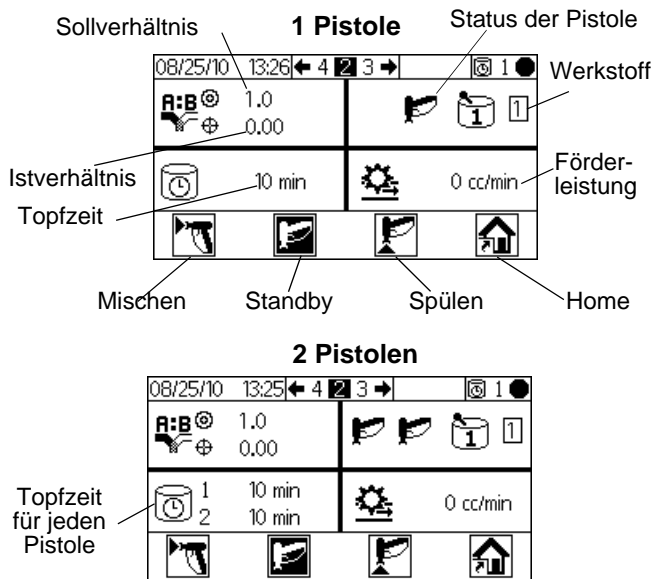 Sollverhältnis
1 Pistole
Status der Pistole
08/25/10 13:26 4 2 3 1
Werkstoff
A:B 1.0
0.00
1 1
Istverhältnis
Topfzeit
10 min
0 cc/min
Förder-
leistung
Mischen
Standby
Spülen
Home
2 Pistolen
08/25/10 13:25 4 2 3 1
A:B 1.0
0.00
1 1
Topfzeit
für jeden
Pistole
1 10 min
2 10 min
0 cc/min